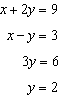 x + 2y = 9
x − y = 3
3y = 6
y = 2